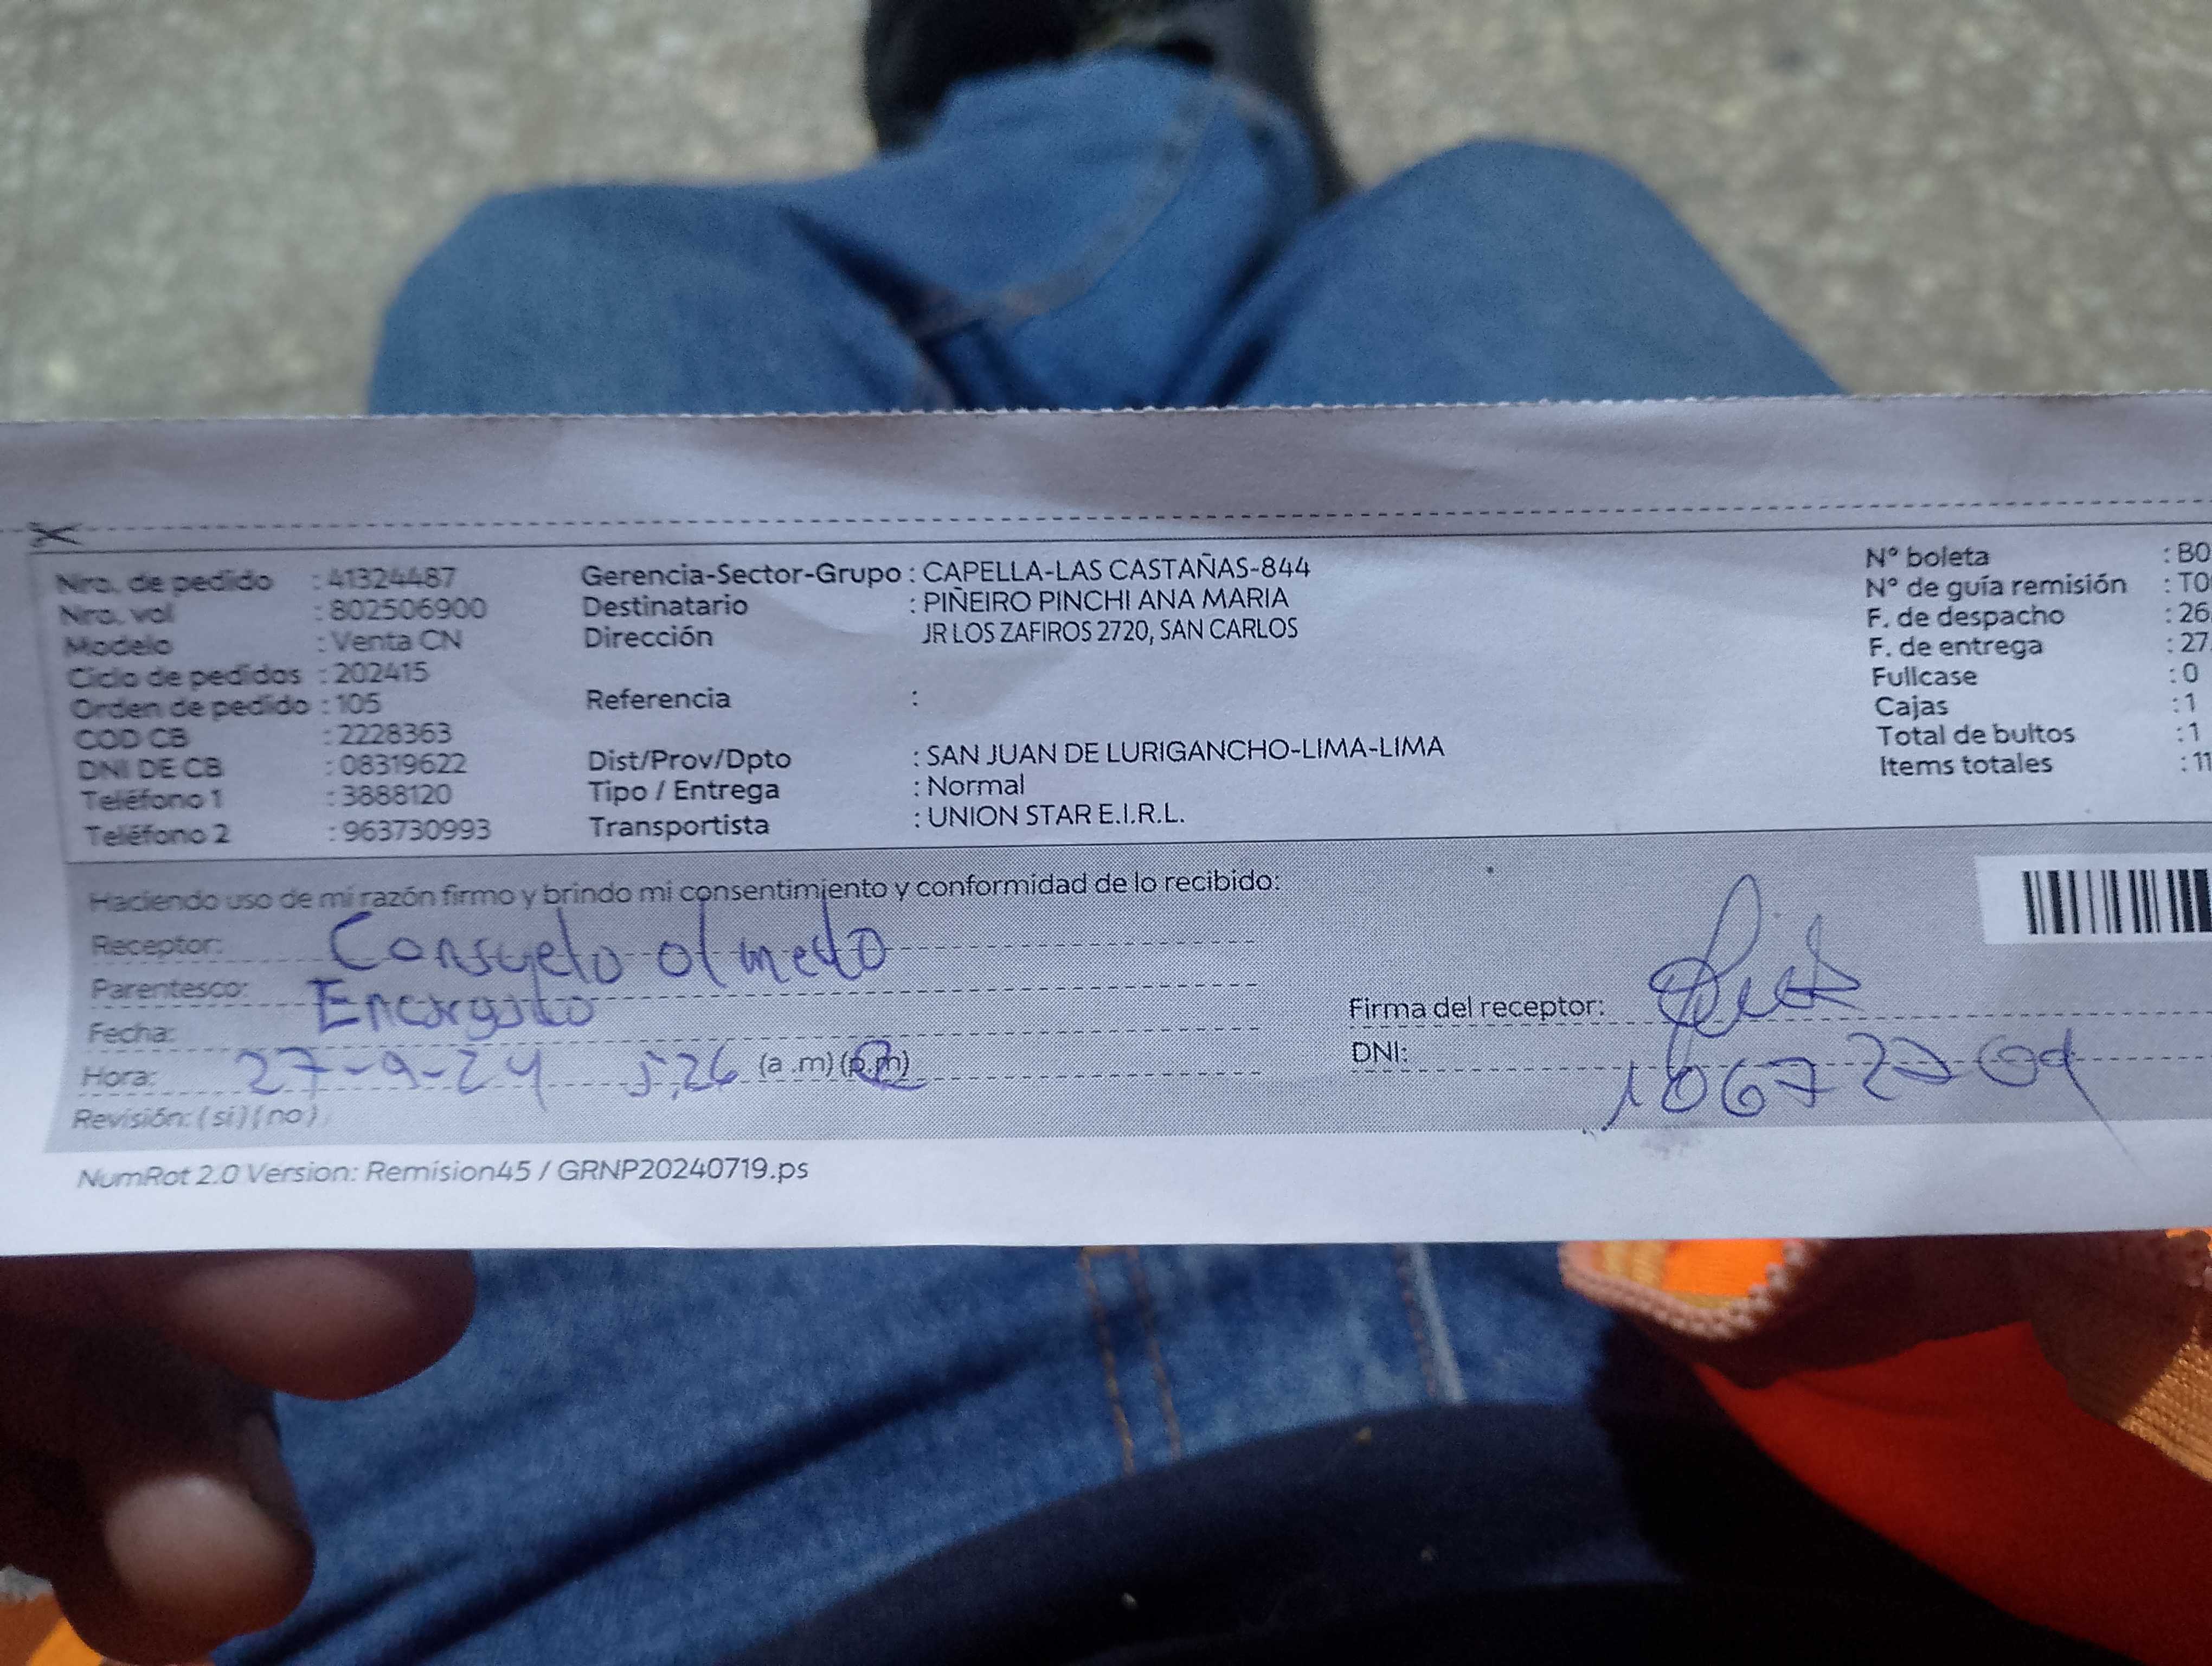 Nro. de pedido : 41324487
Nro. vol : 802506900
Modelo : Venta CN
Ciclo de pedidos : 202415
Orden de pedido : 105
COD CB : 2228363
DNI DE CB : 08319622
Teléfono 1 : 3888120
Teléfono 2 : 963730993
Gerencia-Sector-Grupo : CAPELLA-LAS CASTAÑAS-844
Destinatario : PIÑEIRO PINCHI ANA MARIA
Dirección JR LOS ZAFIROS 2720, SAN CARLOS
Referencia :
Dist/Prov/Dpto : SAN JUAN DE LURIGANCHO-LIMA-LIMA
Tipo / Entrega : Normal
Transportista : UNION STAR E.I.R.L.
N° boleta : B0
N° de guía remisión : T0
F. de despacho : 26
F. de entrega : 27
Fullcase : 0
Cajas : 1
Total de bultos : 1
Items totales : 11
Haciendo uso de mi razón firmo y brindo mi consentimiento y conformidad de lo recibido:
Receptor: Consuelo olmedo
Parentesco: Encargado
Fecha:
Hora: 27-9-24 5:26 (a .m) (p.m)
Revisión: (si) (no)
Firma del receptor:
DNI:
NumRot 2.0 Version: Remision45 / GRNP20240719.ps